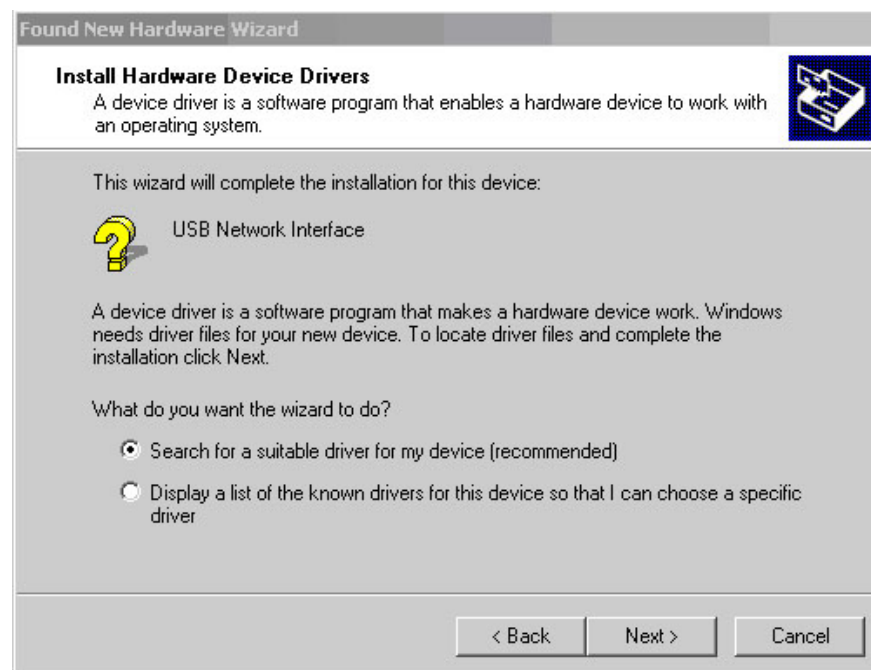 Found New Hardware Wizard
Install Hardware Device Drivers
A device driver is a software program that enables a hardware device to work with
an operating system.
This wizard will complete the installation for this device:
USB Network Interface
A device driver is a software program that makes a hardware device work. Windows
needs driver files for your new device. To locate driver files and complete the
installation click Next.
What do you want the wizard to do?
Search for a suitable driver for my device (recommended)
Display a list of the known drivers for this device so that I can choose a specific
driver
< Back
Next >
Cancel